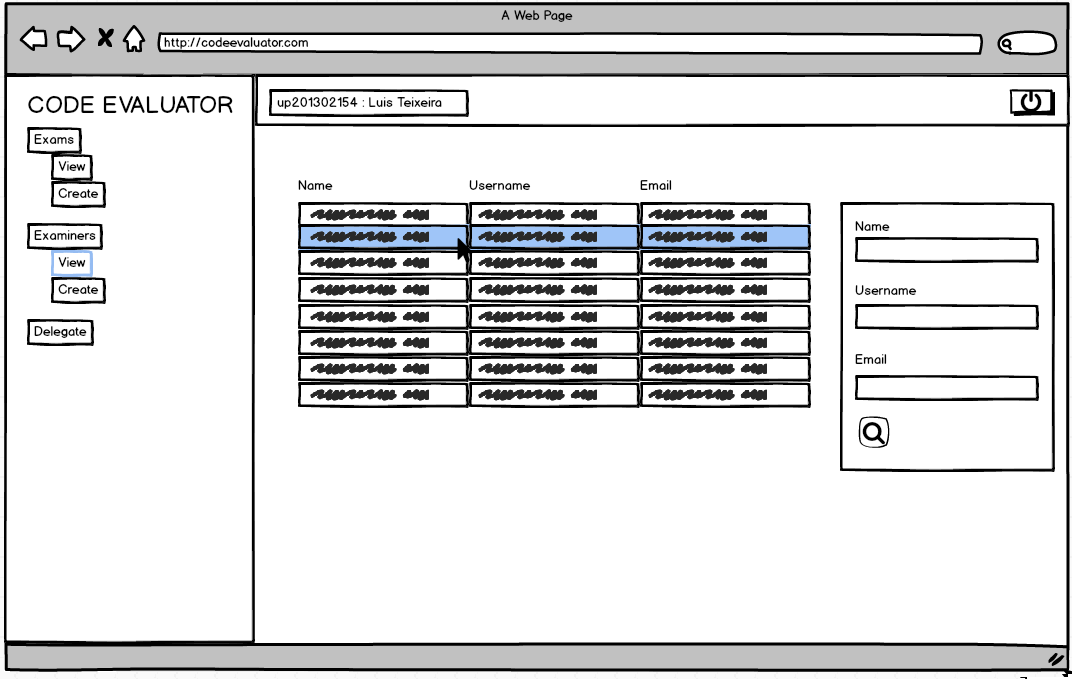 A Web Page
http://codeevaluator.com
CODE EVALUATOR
Exams
View
Create
Examiners
View
Create
Delegate
up201302154 : Luis Teixeira
Name Username Email
Name
Username
Email